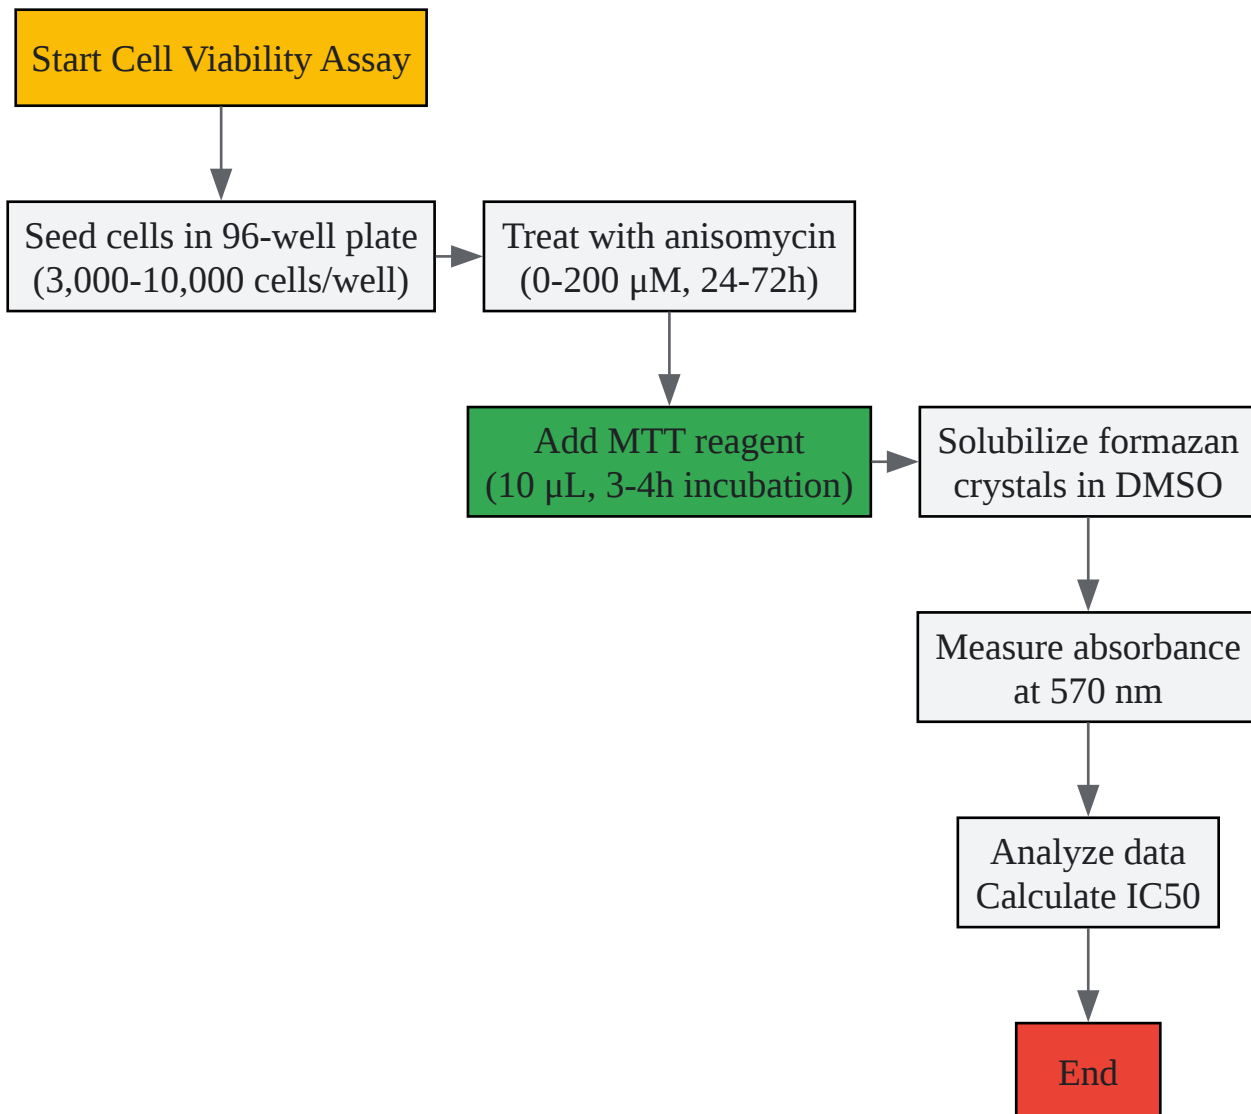 Start Cell Viability Assay
Seed cells in 96-well plate
(3,000-10,000 cells/well)
Treat with anisomycin
(0-200 μM, 24-72h)
Add MTT reagent
(10 μL, 3-4h incubation)
Solubilize formazan
crystals in DMSO
Measure absorbance
at 570 nm
Analyze data
Calculate IC50
End